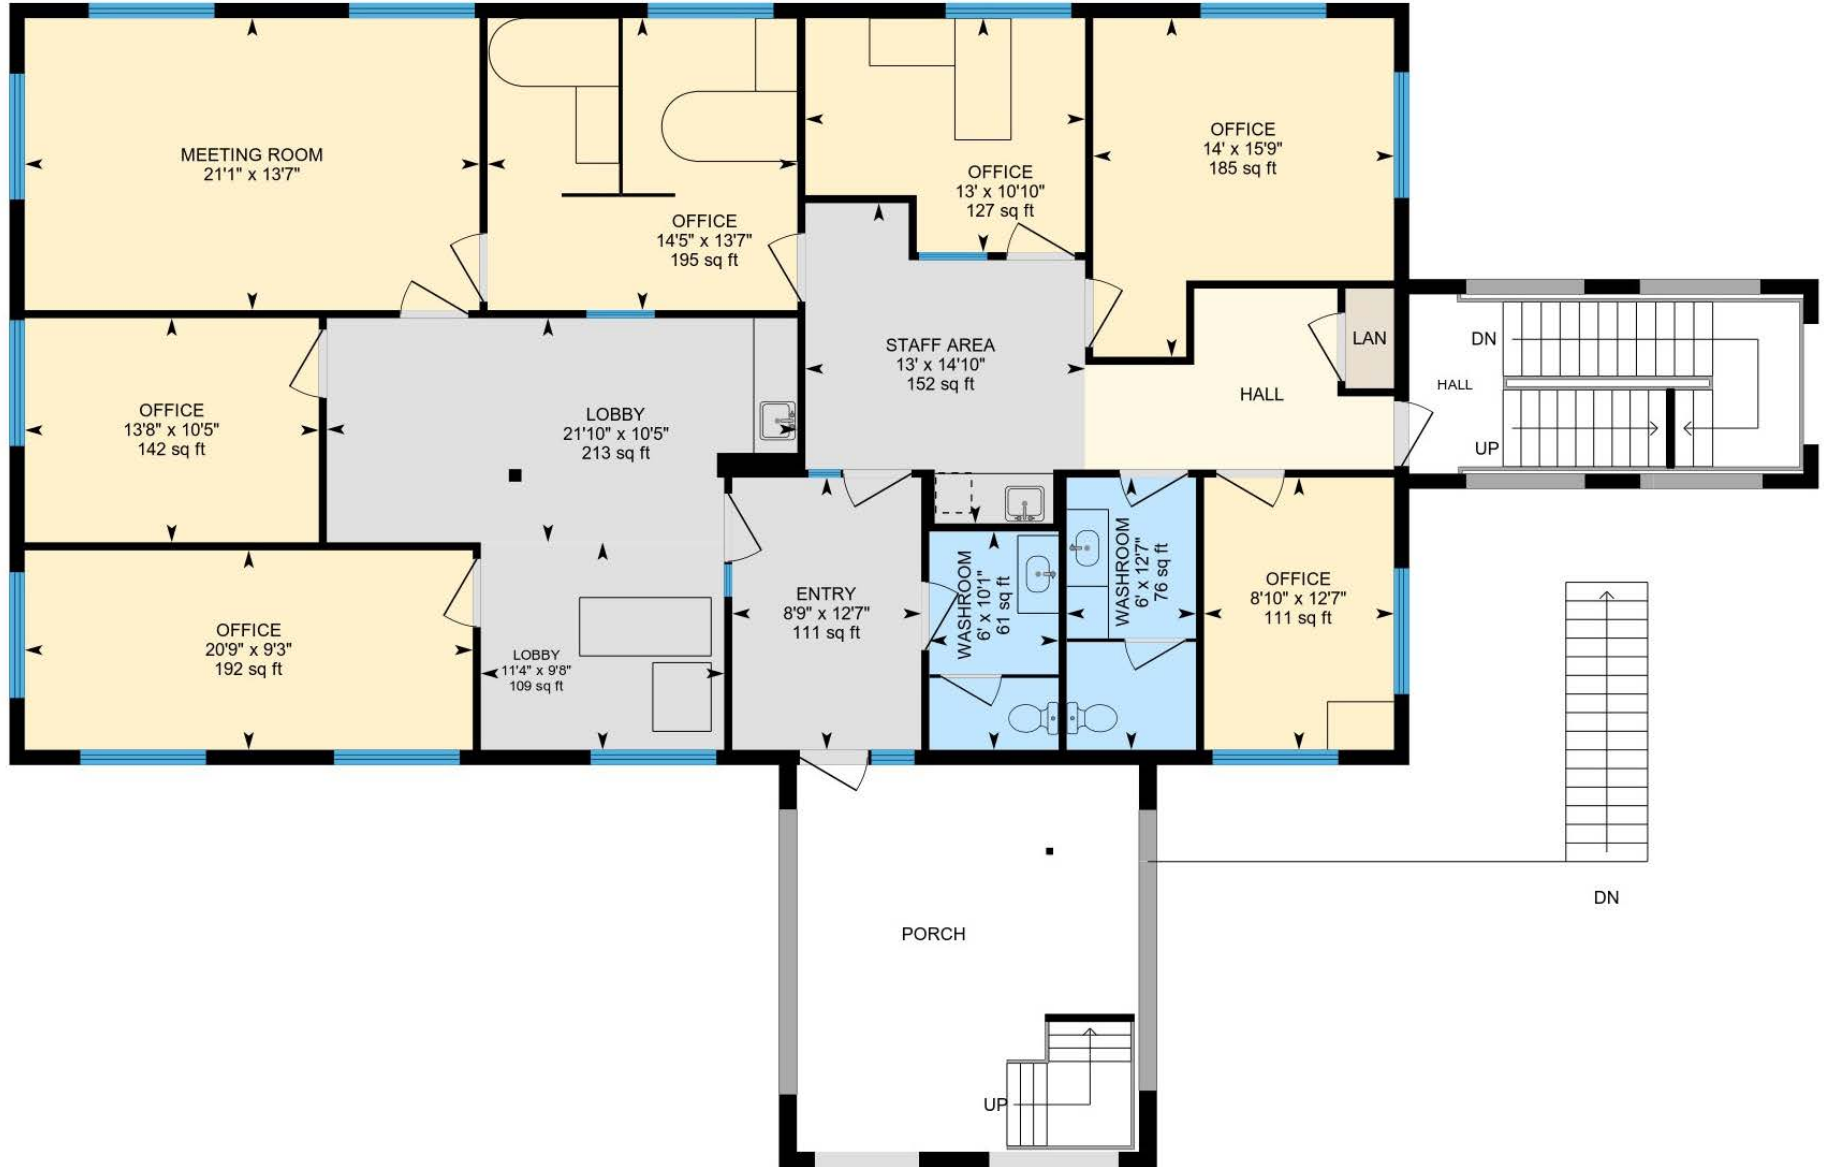 MEETING ROOM
21'1" x 13'7"
OFFICE
14'5" x 13'7"
195 sq ft
OFFICE
13' x 10'10"
127 sq ft
OFFICE
14' x 15'9"
185 sq ft
OFFICE
13'8" x 10'5"
142 sq ft
LOBBY
21'10" x 10'5"
213 sq ft
STAFF AREA
13' x 14'10"
152 sq ft
HALL
LAN
DN
HALL
UP
OFFICE
20'9" x 9'3"
192 sq ft
LOBBY
11'4" x 9'8"
109 sq ft
ENTRY
8'9" x 12'7"
111 sq ft
WASHROOM
6' x 10'1"
61 sq ft
WASHROOM
6' x 12'7"
76 sq ft
OFFICE
8'10" x 12'7"
111 sq ft
DN
PORCH
UP